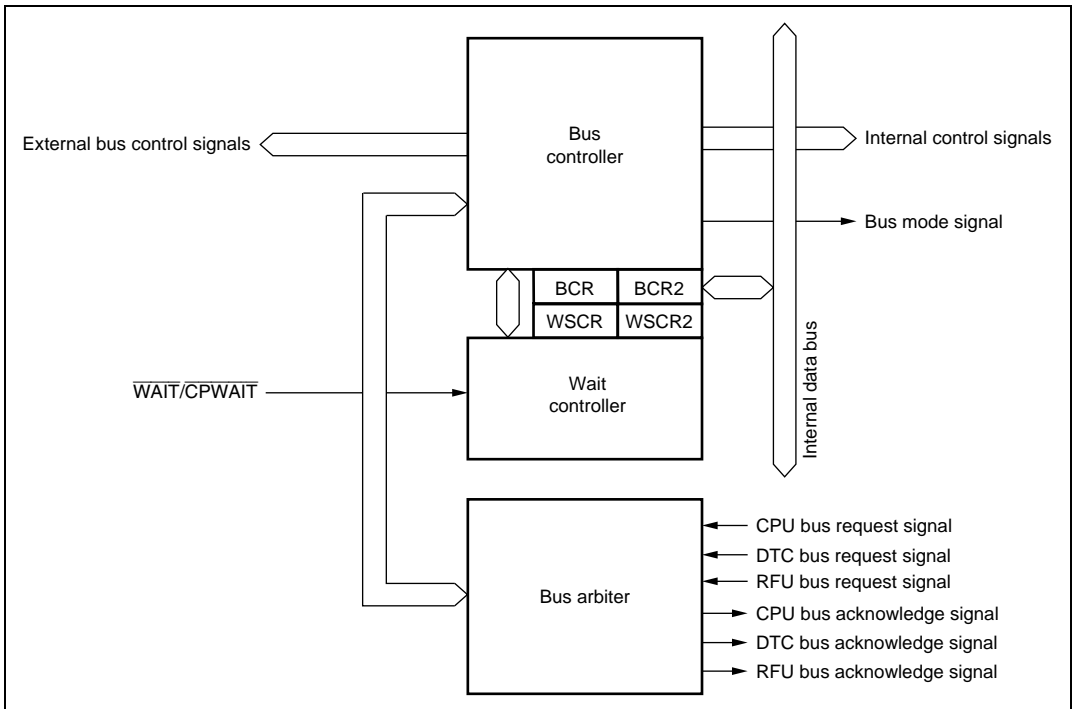 Bus
controller
External bus control signals
Internal control signals
Bus mode signal
BCR
BCR2
WSCR
WSCR2
Internal data bus
WAIT/CPWAIT
Wait
controller
Bus arbiter
CPU bus request signal
DTC bus request signal
RFU bus request signal
CPU bus acknowledge signal
DTC bus acknowledge signal
RFU bus acknowledge signal